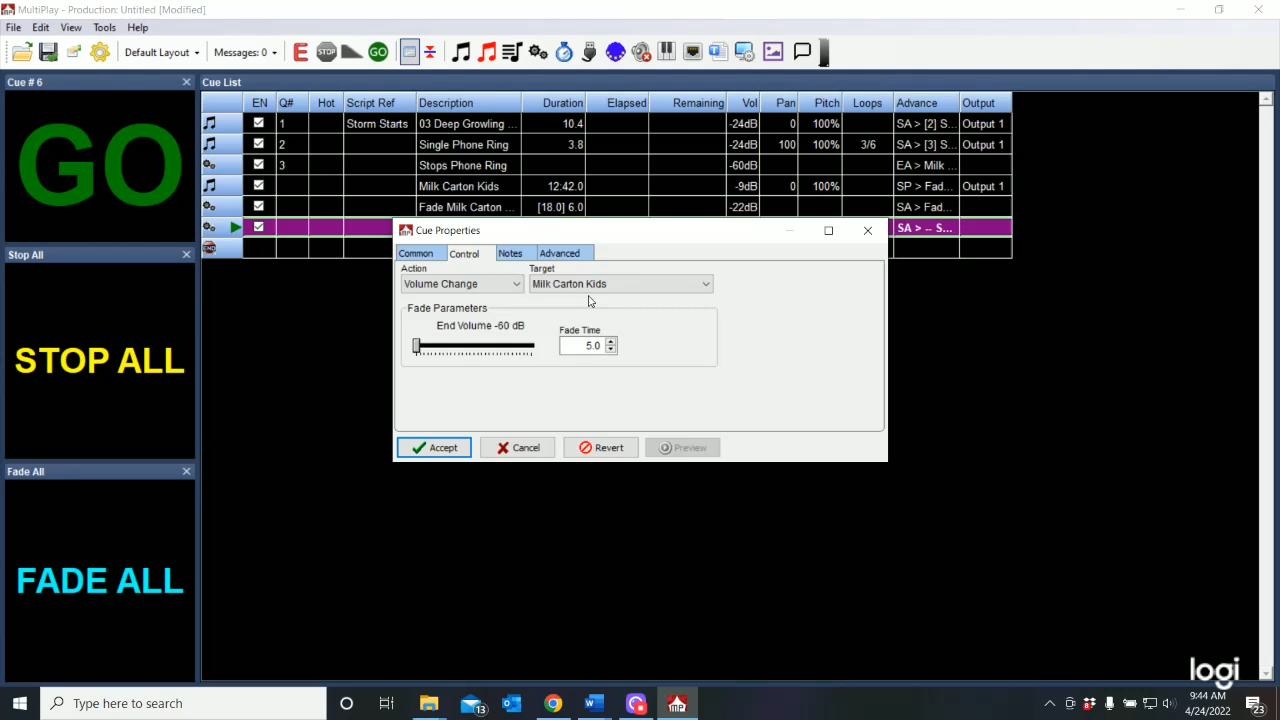 MultiPlay - Production: Untitled [Modified]
File Edit View Tools Help
Default Layout Messages: 0 E STOP GO
Cue # 6
GO
Stop All
STOP ALL
Fade All
FADE ALL
Cue List
EN Q# Hot Script Ref Description Duration Elapsed Remaining Vol Pan Pitch Loops Advance Output
1 Storm Starts 03 Deep Growling ... 10.4 -24dB 0 100% SA > [2] S... Output 1
2 Single Phone Ring 3.8 -24dB 100 100% 3/6 SA > [3] S... Output 1
3 Stops Phone Ring -60dB EA > Milk ...
Milk Carton Kids 12:42.0 -9dB 0 100% SP > Fad... Output 1
Fade Milk Carton ... [18.0] 6.0 -22dB SA > Fad...
SA > -- S...
END
Cue Properties
Common Control Notes Advanced
Action Target
Volume Change Milk Carton Kids
Fade Parameters
End Volume -60 dB
Fade Time
5.0
Accept Cancel Revert Preview
logi
Type here to search
13
9:44 AM
4/24/2022
23